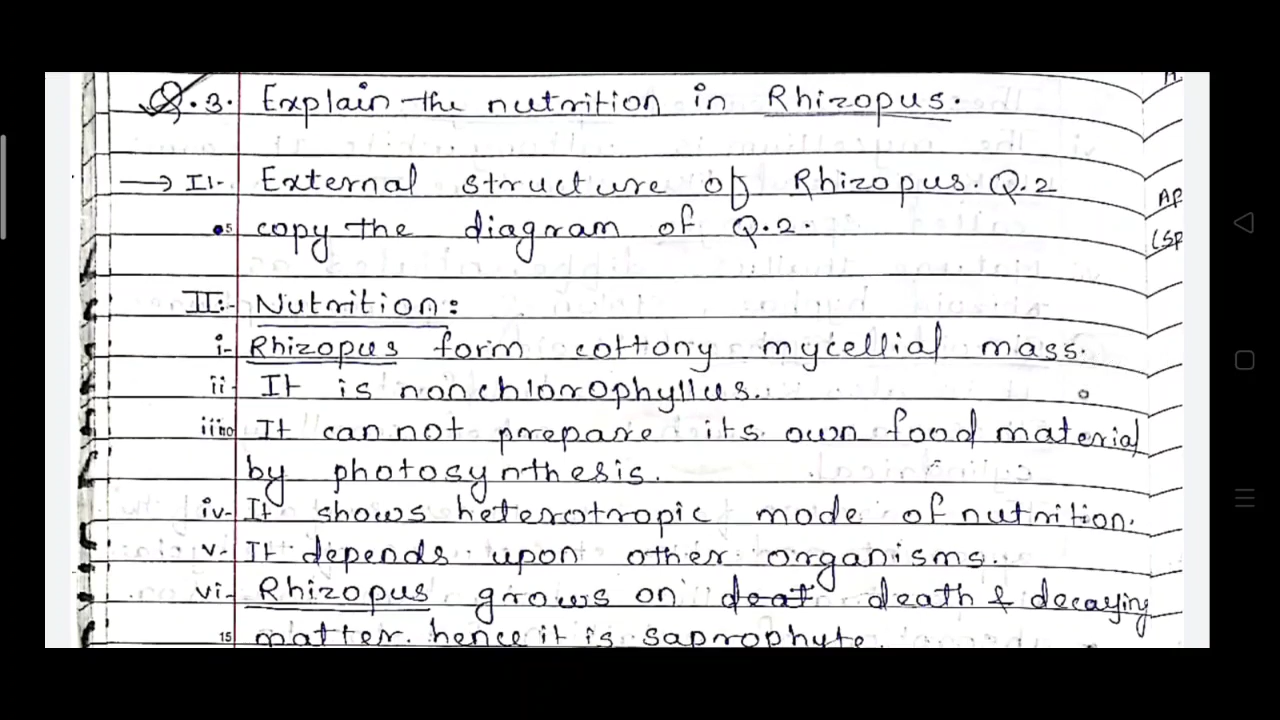 Q.3. Explain the nutrition in Rhizopus.
→ I:- External structure of Rhizopus. Q.2
copy the diagram of Q.2.
II:- Nutrition:
i- Rhizopus form cottony mycellial mass.
ii- It is nonchlorophyllus.
iii- It can not prepare its own food material
by photosynthesis.
iv- It shows heterotropic mode of nutrition.
v- It depends upon other organisms.
vi- Rhizopus grows on deat death & decaying
15 matter. hence it is saprophyte.